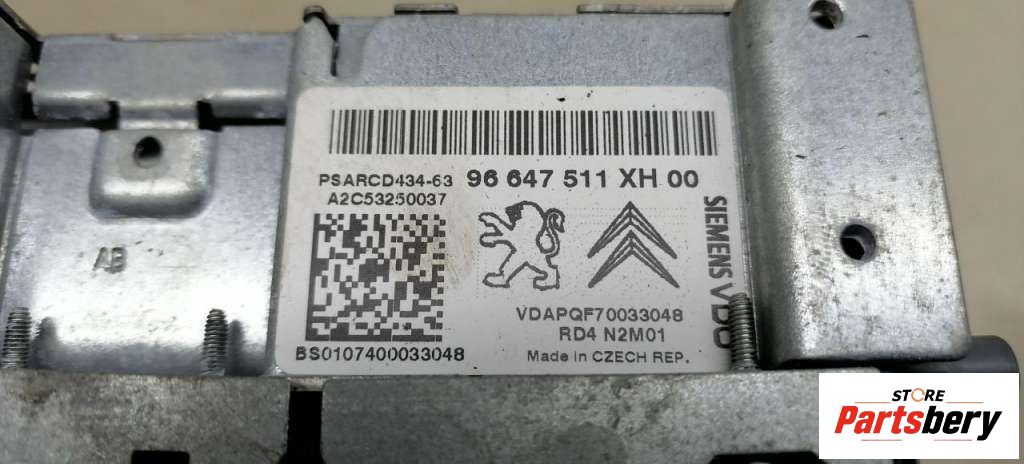 PSARCD434-63 96 647 511 XH 00
A2C53250037
SIEMENS VDO
VDAPQF70033048
RD4 N2M01
BS0107400033048
Made in CZECH REP.
AB
STORE
Partsbery